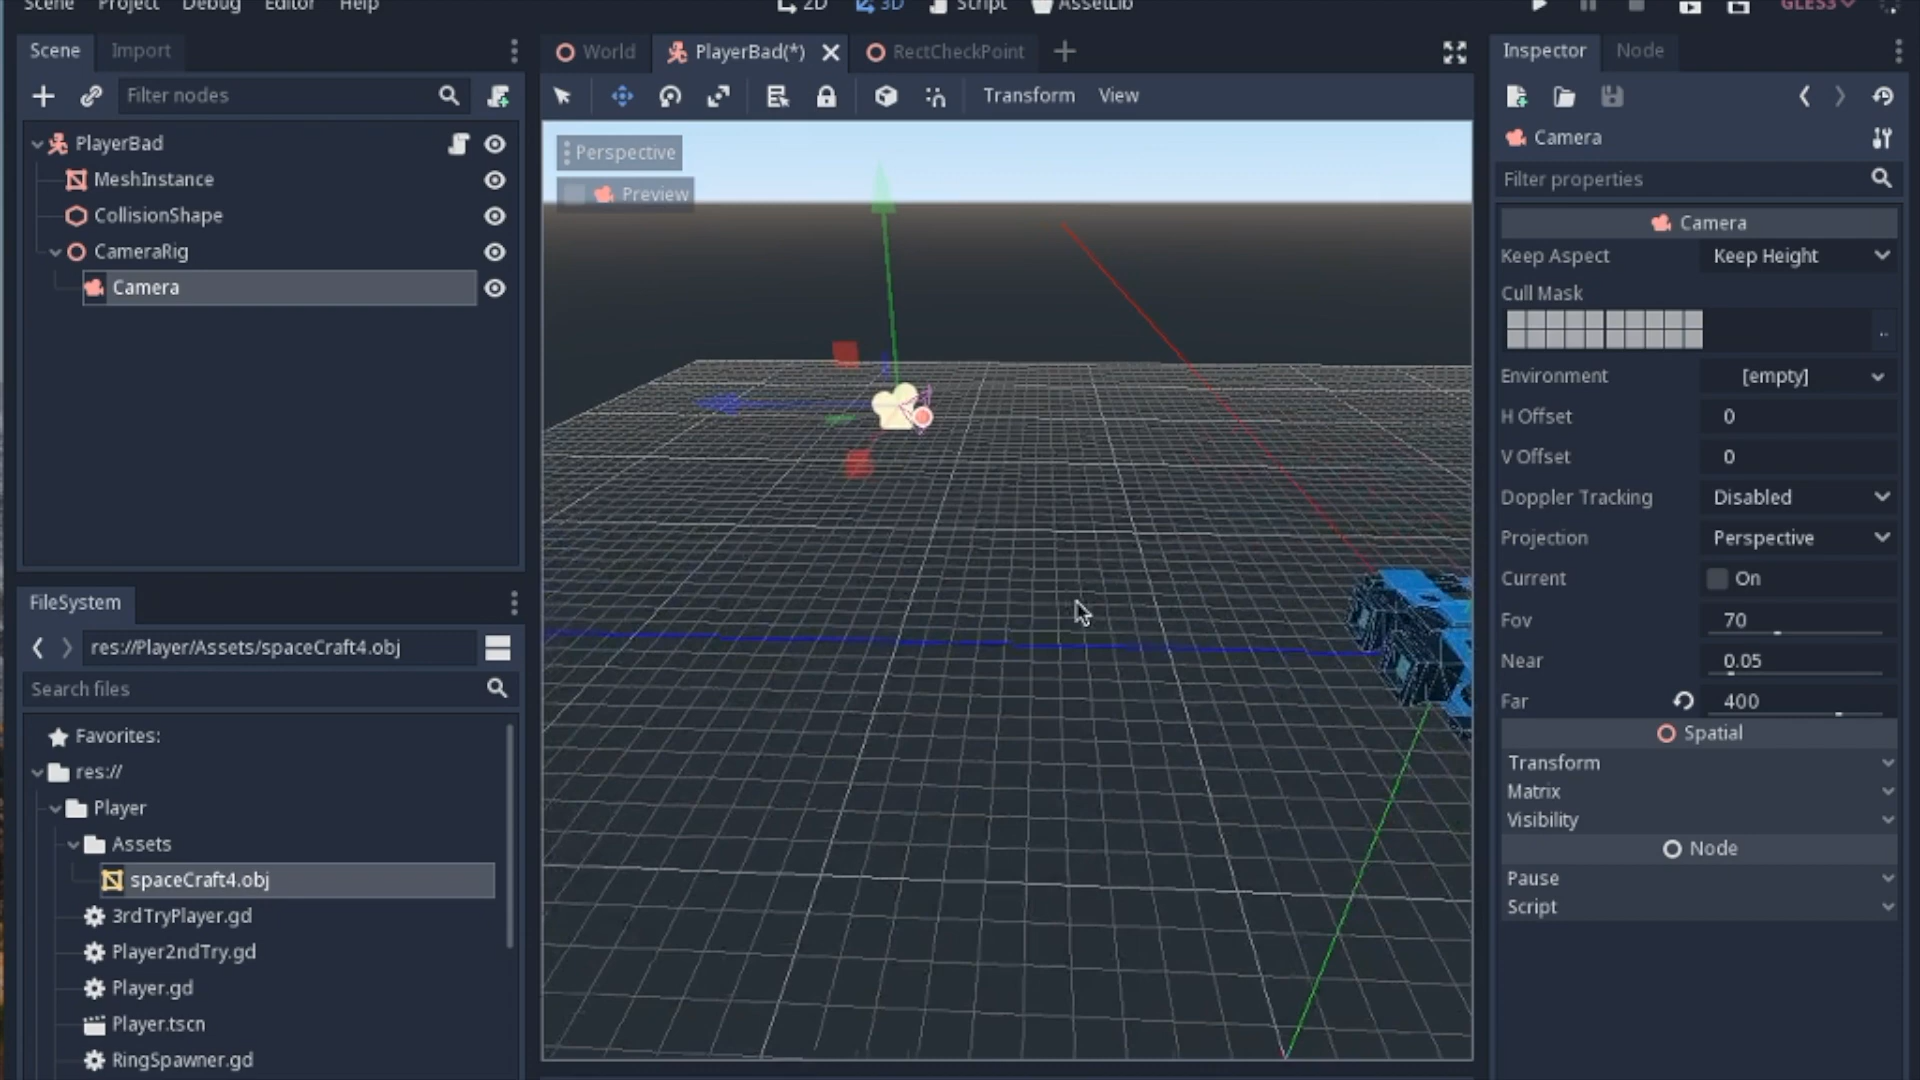 Scene Project Debug Editor Help
2D 3D Script AssetLib
GLES3
Scene Import
Filter nodes
PlayerBad
MeshInstance
CollisionShape
CameraRig
Camera
FileSystem
res://Player/Assets/spaceCraft4.obj
Search files
Favorites:
res://
Player
Assets
spaceCraft4.obj
3rdTryPlayer.gd
Player2ndTry.gd
Player.gd
Player.tscn
RingSpawner.gd
World PlayerBad(*) RectCheckPoint
Transform View
Perspective
Preview
Inspector Node
Camera
Filter properties
Camera
Keep Aspect Keep Height
Cull Mask
..
Environment [empty]
H Offset 0
V Offset 0
Doppler Tracking Disabled
Projection Perspective
Current On
Fov 70
Near 0.05
Far 400
Spatial
Transform
Matrix
Visibility
Node
Pause
Script